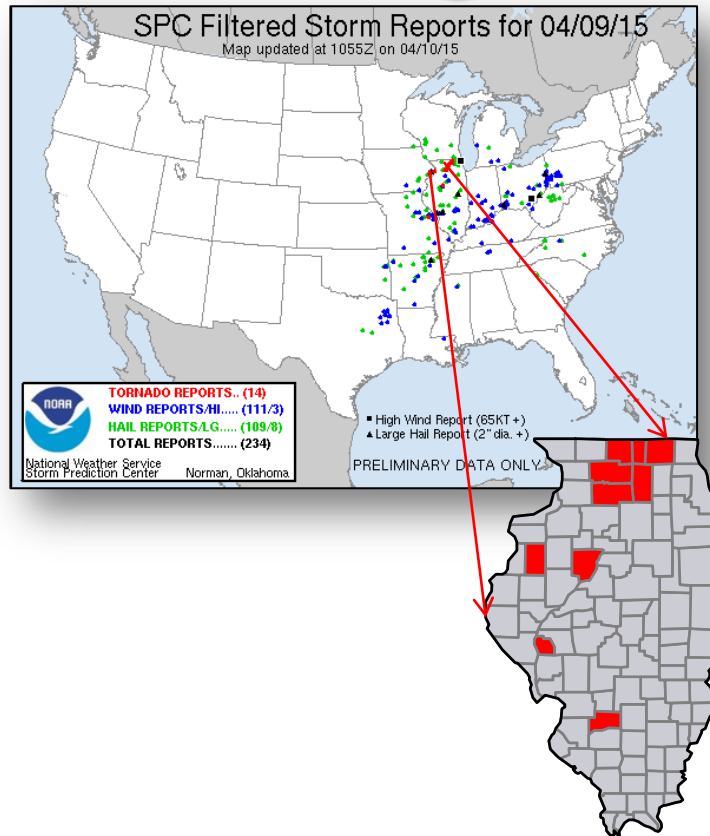 SPC Filtered Storm Reports for 04/09/15
Map updated at 1055Z on 04/10/15
NOAA
TORNADO REPORTS.. (14)
WIND REPORTS/HI..... (111/3)
HAIL REPORTS/LG..... (109/8)
TOTAL REPORTS....... (234)
National Weather Service
Storm Prediction Center Norman, Oklahoma
High Wind Report (65KT +)
Large Hail Report (2" dia. +)
PRELIMINARY DATA ONLY